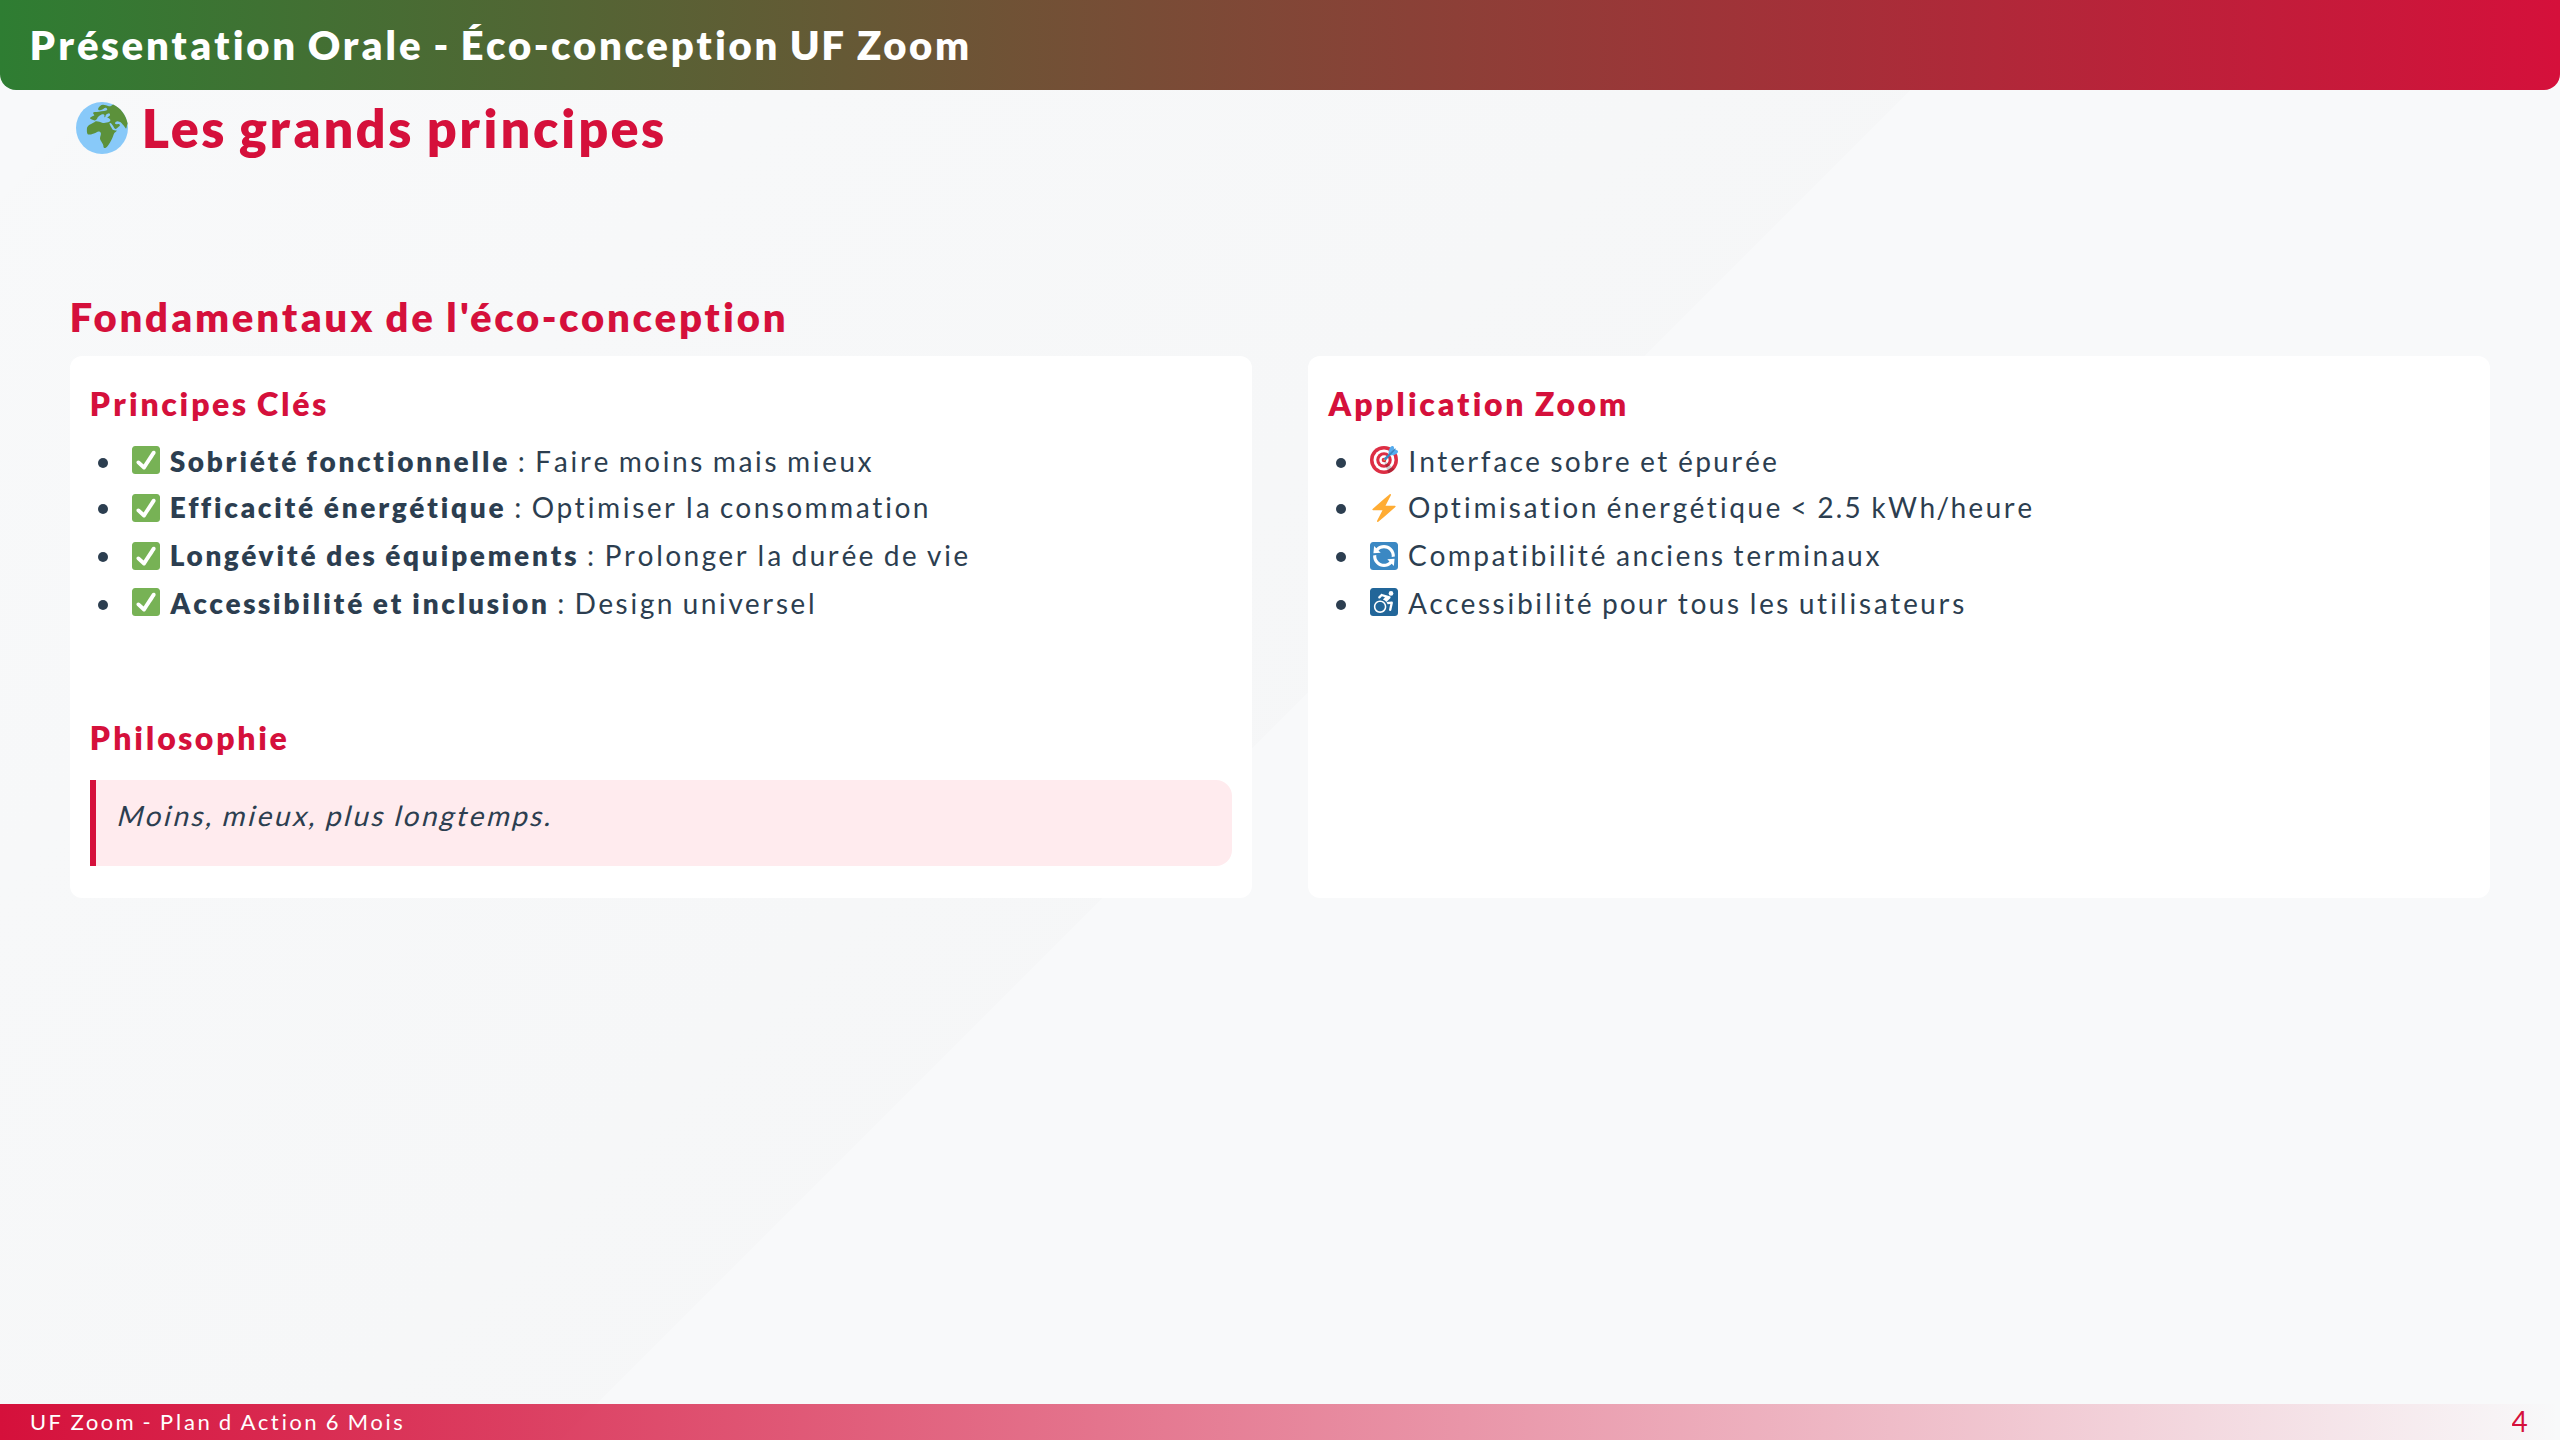 Présentation Orale - Éco-conception UF Zoom
🌍 Les grands principes
Fondamentaux de l'éco-conception
Principes Clés
• ✅ Sobriété fonctionnelle : Faire moins mais mieux
• ✅ Efficacité énergétique : Optimiser la consommation
• ✅ Longévité des équipements : Prolonger la durée de vie
• ✅ Accessibilité et inclusion : Design universel
Philosophie
Moins, mieux, plus longtemps.
Application Zoom
• 🎯 Interface sobre et épurée
• ⚡ Optimisation énergétique < 2.5 kWh/heure
• 🔄 Compatibilité anciens terminaux
• ♿ Accessibilité pour tous les utilisateurs
UF Zoom - Plan d Action 6 Mois
4